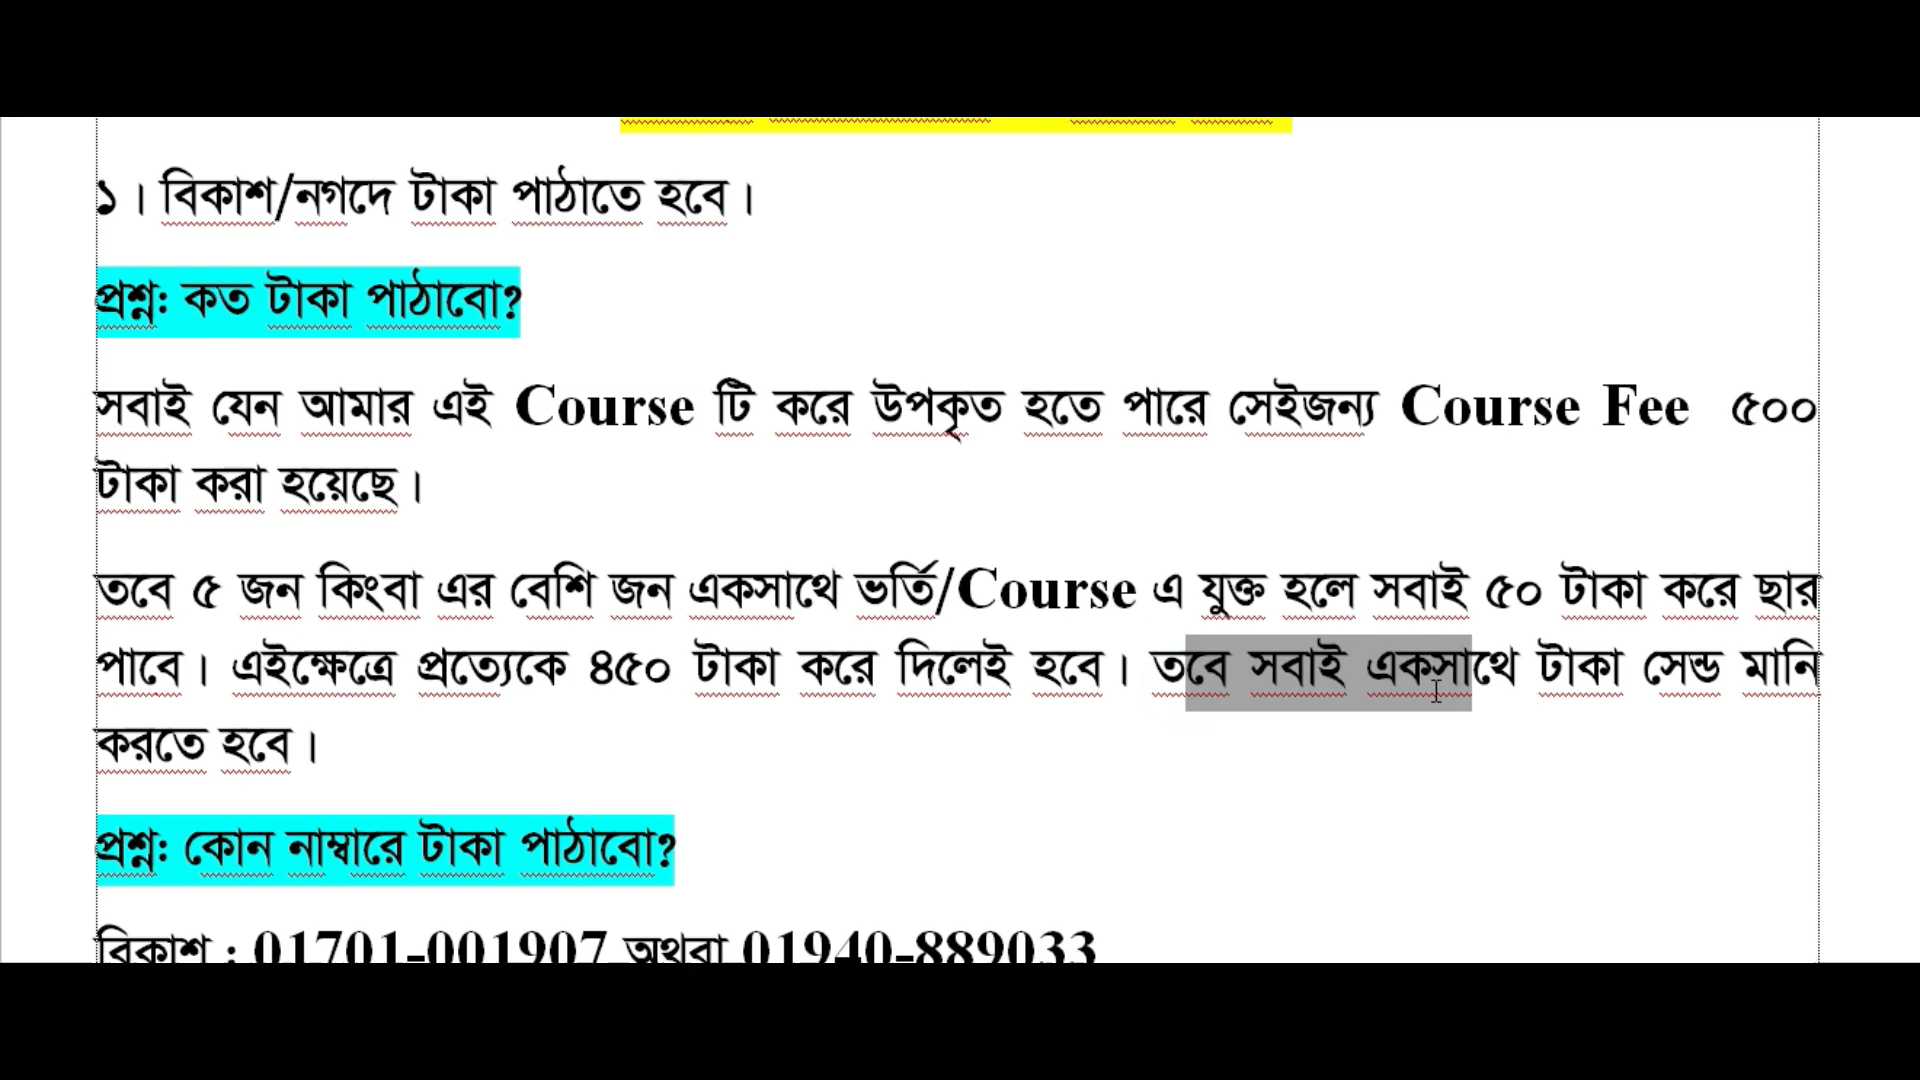 ১। বিকাশ/নগদে টাকা পাঠাতে হবে।
প্রশ্ন: কত টাকা পাঠাবো?
সবাই যেন আমার এই Course টি করে উপকৃত হতে পারে সেইজন্য Course Fee ৫০০
টাকা করা হয়েছে।
তবে ৫ জন কিংবা এর বেশি জন একসাথে ভর্তি/Course এ যুক্ত হলে সবাই ৫০ টাকা করে ছার
পাবে। এইক্ষেত্রে প্রত্যেকে ৪৫০ টাকা করে দিলেই হবে। তবে সবাই একসাথে টাকা সেন্ড মানি
করতে হবে।
প্রশ্ন: কোন নাম্বারে টাকা পাঠাবো?
বিকাশ : 01701-001907 অথবা 01940-889033